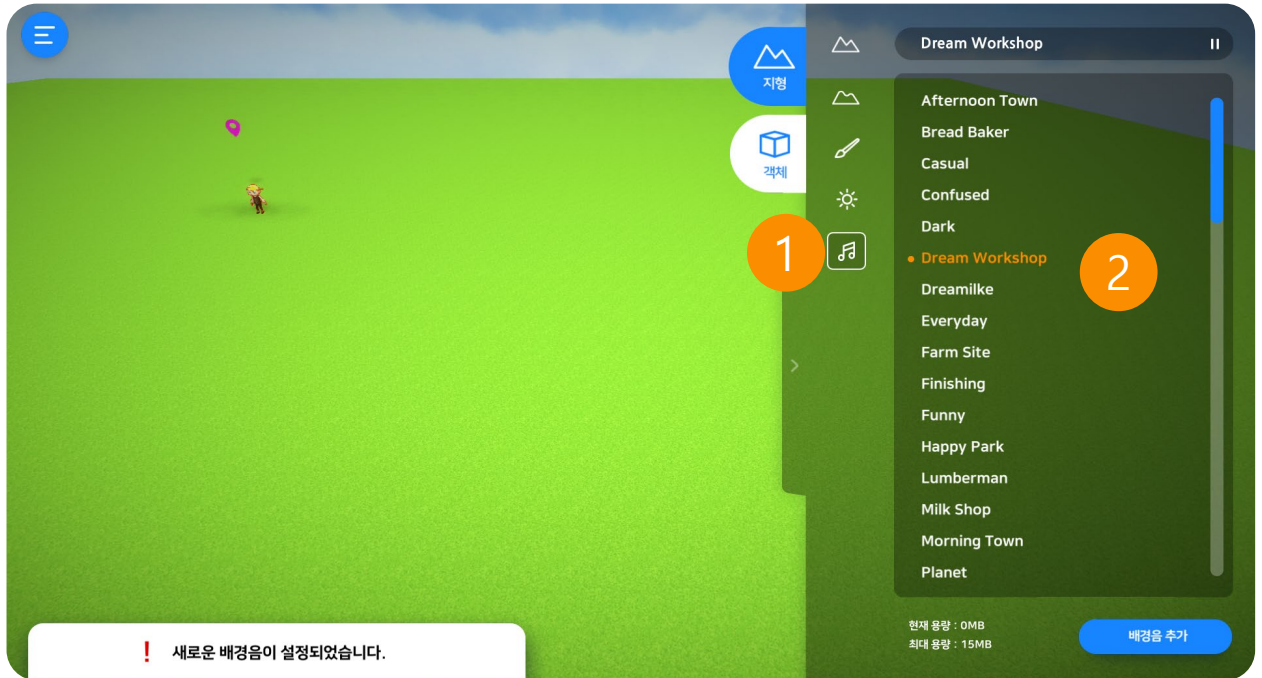 지형
객체
1
Dream Workshop
Afternoon Town
Bread Baker
Casual
Confused
Dark
Dream Workshop
2
Dreamilke
Everyday
Farm Site
Finishing
Funny
Happy Park
Lumberman
Milk Shop
Morning Town
Planet
현재 용량 : 0MB
최대 용량 : 15MB
배경음 추가
! 새로운 배경음이 설정되었습니다.